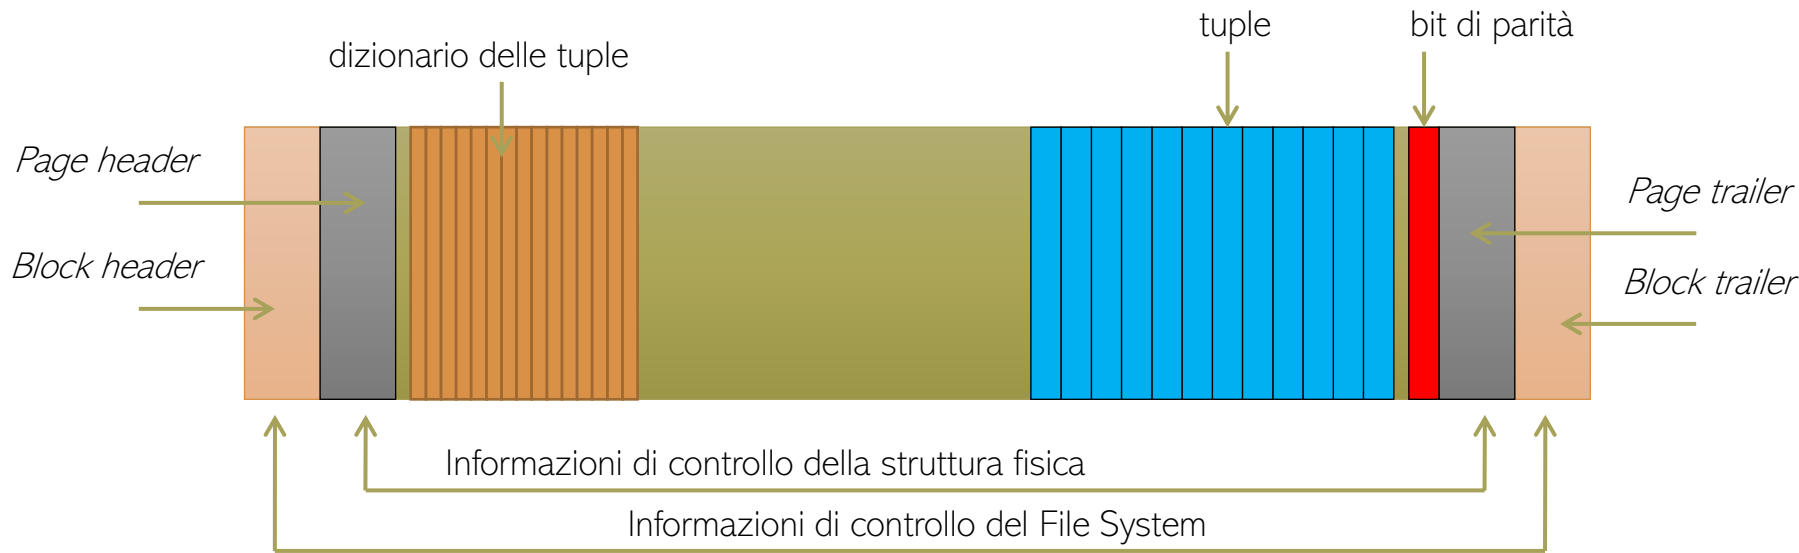 tuple
bit di parità
dizionario delle tuple
Page header
Page trailer
Block header
Block trailer
Informazioni di controllo della struttura fisica
Informazioni di controllo del File System